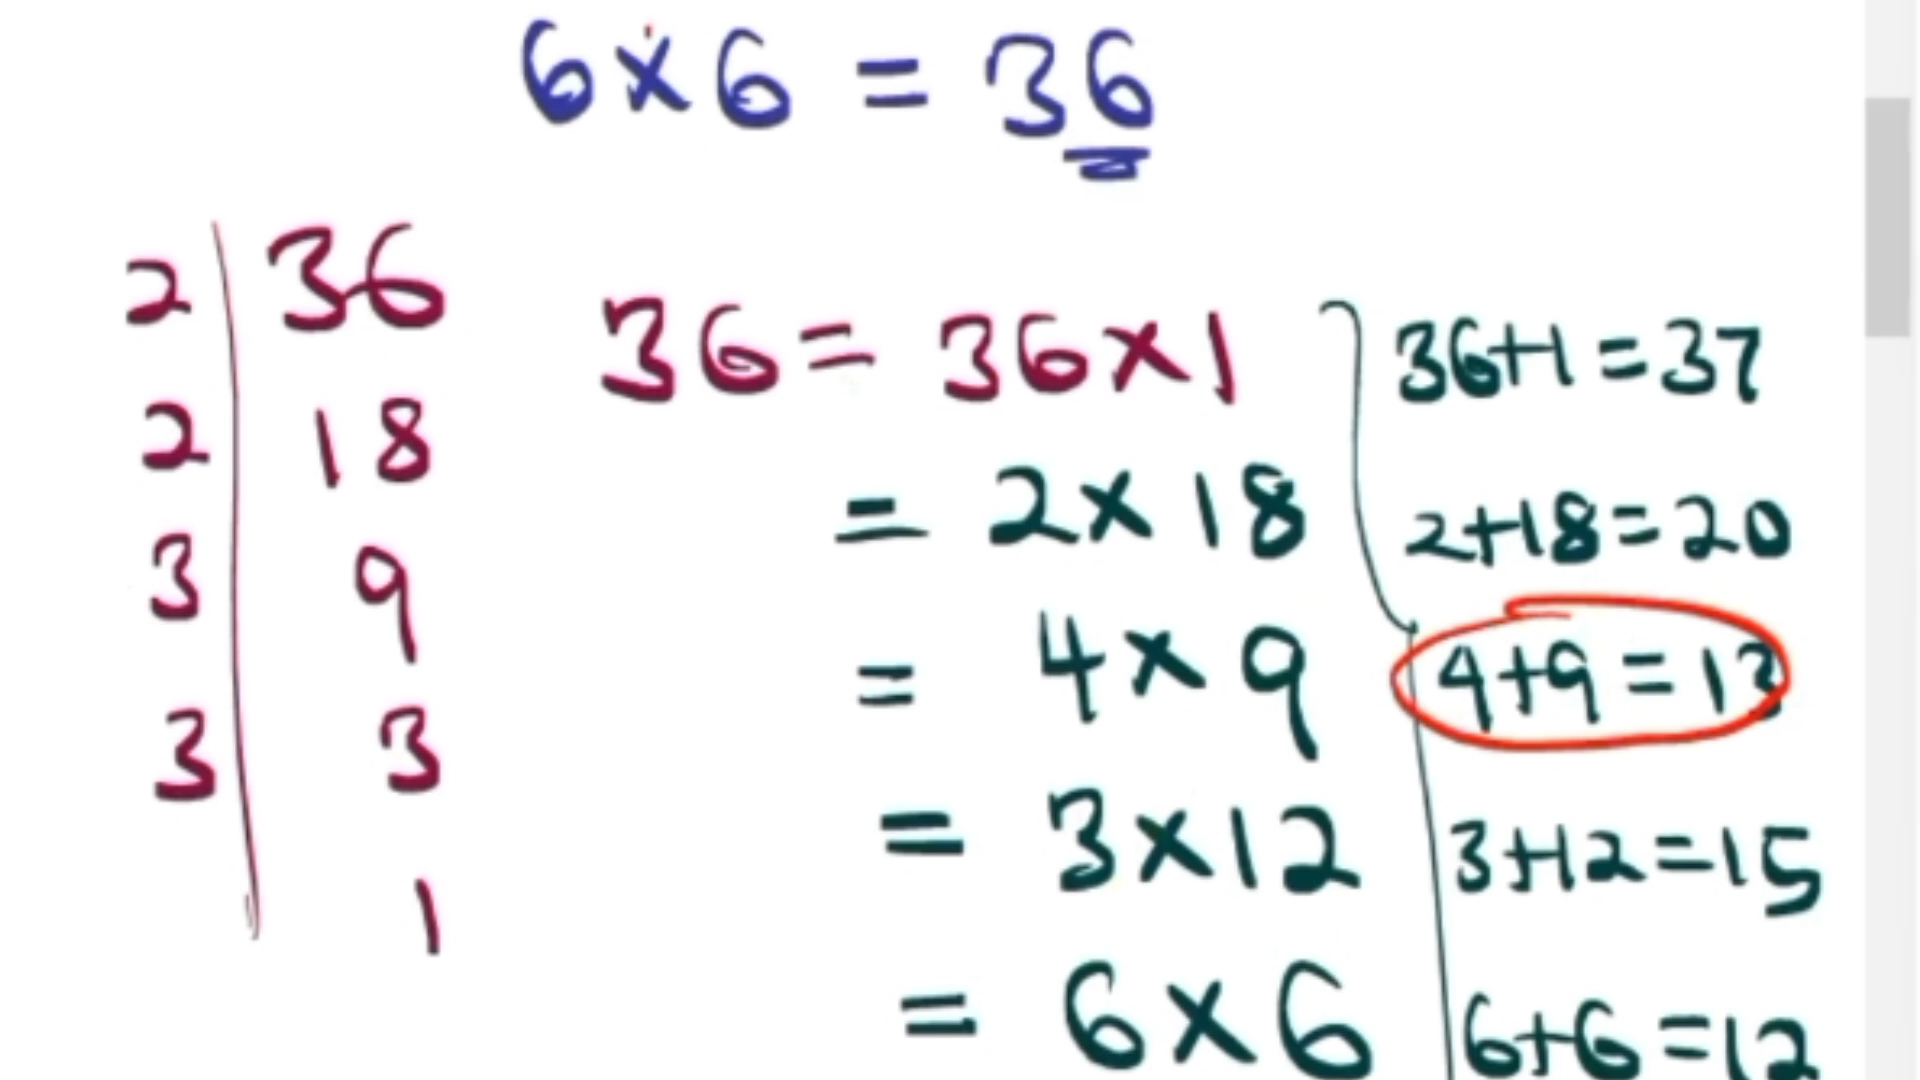 6×6 = 36
2 | 36
2 | 18
3 | 9
3 | 3
1
36 = 36×1
= 2×18
= 4×9
= 3×12
= 6×6
36+1=37
2+18=20
4+9=13
3+12=15
6+6=12